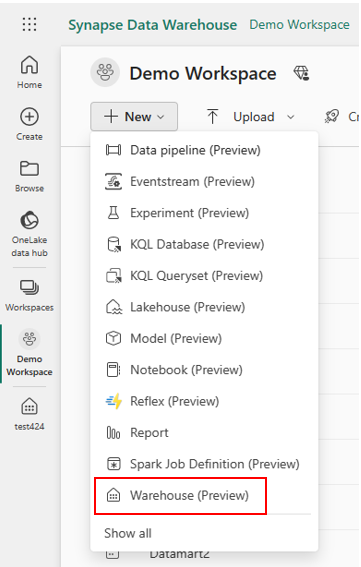 Synapse Data Warehouse Demo Workspace
Home
Create
Browse
OneLake
data hub
Workspaces
Demo
Workspace
test424
Demo Workspace
New
Upload
Data pipeline (Preview)
Eventstream (Preview)
Experiment (Preview)
KQL Database (Preview)
KQL Queryset (Preview)
Lakehouse (Preview)
Model (Preview)
Notebook (Preview)
Reflex (Preview)
Report
Spark Job Definition (Preview)
Warehouse (Preview)
Show all
Datamart2